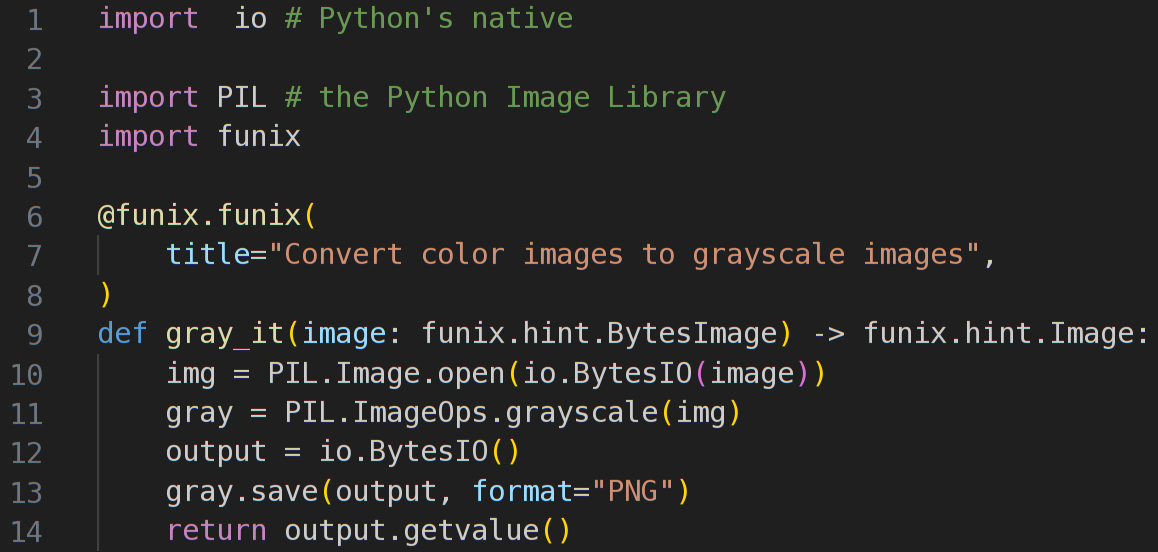 1 import  io # Python's native
2
3 import PIL # the Python Image Library
4 import funix
5
6 @funix.funix(
7     title="Convert color images to grayscale images",
8 )
9 def gray_it(image: funix.hint.BytesImage) -> funix.hint.Image:
10     img = PIL.Image.open(io.BytesIO(image))
11     gray = PIL.ImageOps.grayscale(img)
12     output = io.BytesIO()
13     gray.save(output, format="PNG")
14     return output.getvalue()